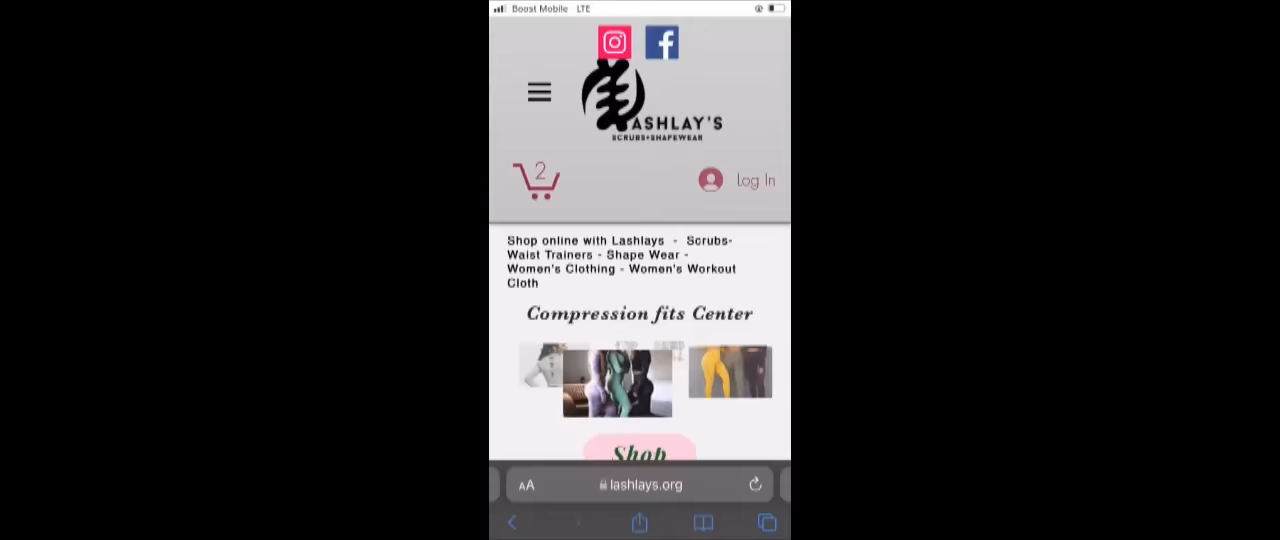 Boost Mobile LTE
ASHLAY'S
SCRUBS+SHAPEWEAR
2
Log In
Shop online with Lashlays - Scrubs-
Waist Trainers - Shape Wear -
Women's Clothing - Women's Workout
Cloth
Compression fits Center
Shop
AA
lashlays.org